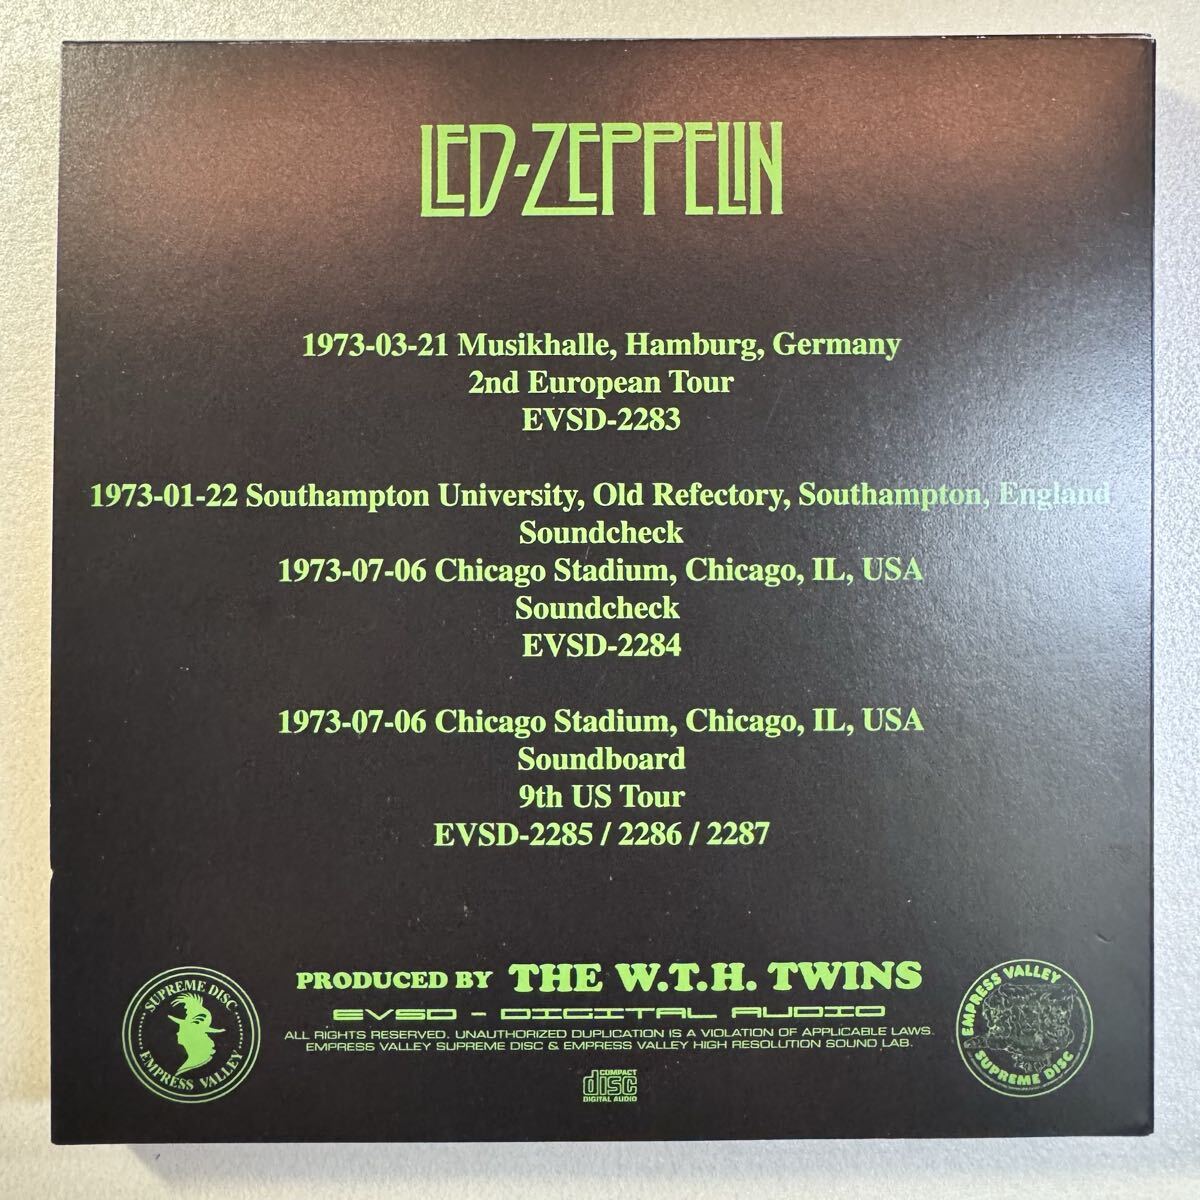 LED-ZEPPELIN
1973-03-21 Musikhalle, Hamburg, Germany
2nd European Tour
EVSD-2283
1973-01-22 Southampton University, Old Refectory, Southampton, England
Soundcheck
1973-07-06 Chicago Stadium, Chicago, IL, USA
Soundcheck
EVSD-2284
1973-07-06 Chicago Stadium, Chicago, IL, USA
Soundboard
9th US Tour
EVSD-2285 / 2286 / 2287
PRODUCED BY THE W.T.H. TWINS
EVSD - DIGITAL AUDIO
ALL RIGHTS RESERVED. UNAUTHORIZED DUPLICATION IS A VIOLATION OF APPLICABLE LAWS.
EMPRESS VALLEY SUPREME DISC & EMPRESS VALLEY HIGH RESOLUTION SOUND LAB.
SUPREME DISC
EMPRESS VALLEY
COMPACT
disc
DIGITAL AUDIO
EMPRESS VALLEY
SUPREME DISC